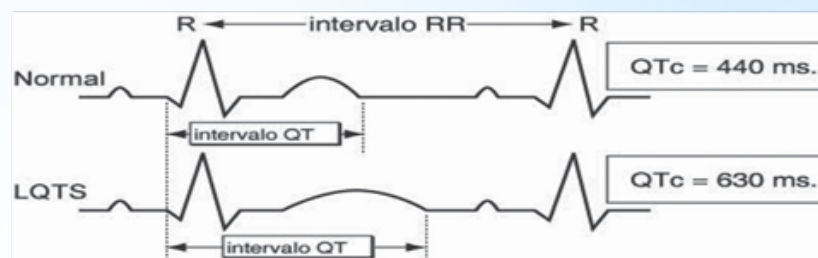 R intervalo RR R
Normal
QTc = 440 ms.
intervalo QT
LQTS
QTc = 630 ms.
intervalo QT